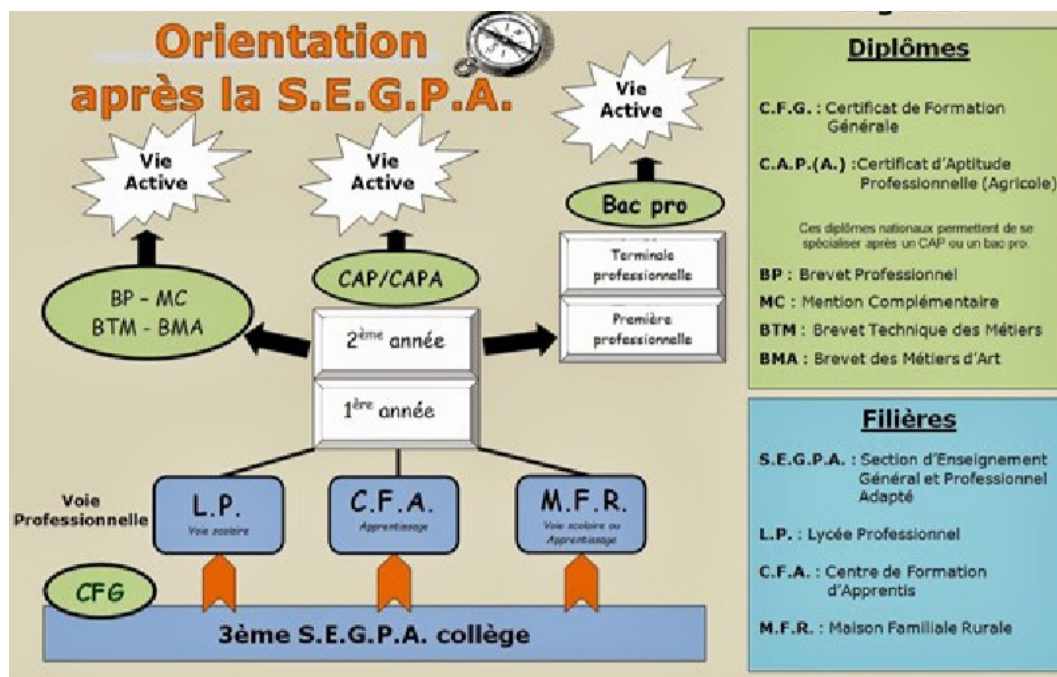 Orientation
après la S.E.G.P.A.
Vie
Active
Vie
Active
Vie
Active
BP - MC
BTM - BMA
CAP/CAPA
Bac pro
Terminale
professionnelle
Première
professionnelle
2ème année
1ère année
Voie
Professionnelle
L.P.
Voie scolaire
C.F.A.
Apprentissage
M.F.R.
Voie scolaire ou
Apprentissage
CFG
3ème S.E.G.P.A. collège
Diplômes
C.F.G. : Certificat de Formation
Générale
C.A.P.(A.) :Certificat d'Aptitude
Professionnelle (Agricole)
Ces diplômes nationaux permettent de se
spécialiser après un CAP ou un bac pro.
BP : Brevet Professionnel
MC : Mention Complémentaire
BTM : Brevet Technique des Métiers
BMA : Brevet des Métiers d'Art
Filières
S.E.G.P.A. : Section d'Enseignement
Général et Professionnel
Adapté
L.P. : Lycée Professionnel
C.F.A. : Centre de Formation
d'Apprentis
M.F.R. : Maison Familiale Rurale